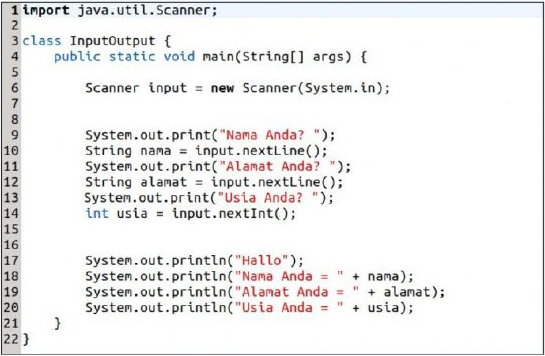 1 import java.util.Scanner;
2
3 class InputOutput {
4     public static void main(String[] args) {
5
6         Scanner input = new Scanner(System.in);
7
8
9         System.out.print("Nama Anda? ");
10         String nama = input.nextLine();
11         System.out.print("Alamat Anda? ");
12         String alamat = input.nextLine();
13         System.out.print("Usia Anda? ");
14         int usia = input.nextInt();
15
16
17         System.out.println("Hallo");
18         System.out.println("Nama Anda = " + nama);
19         System.out.println("Alamat Anda = " + alamat);
20         System.out.println("Usia Anda = " + usia);
21     }
22 }